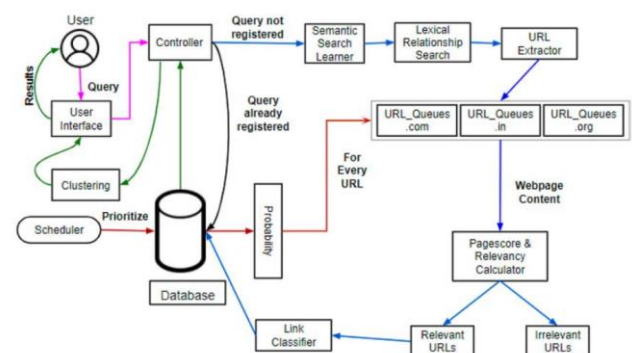 User
Query not
registered
Controller
Semantic
Search
Learner
Lexical
Relationship
Search
URL
Extractor
Results
Query
User
Interface
Query
already
registered
URL_Queues
.com
URL_Queues
.in
URL_Queues
.org
For
Every
URL
Clustering
Webpage
Content
Prioritize
Scheduler
Probability
Pagescore &
Relevancy
Calculator
Database
Link
Classifier
Relevant
URLs
Irrelevant
URLs